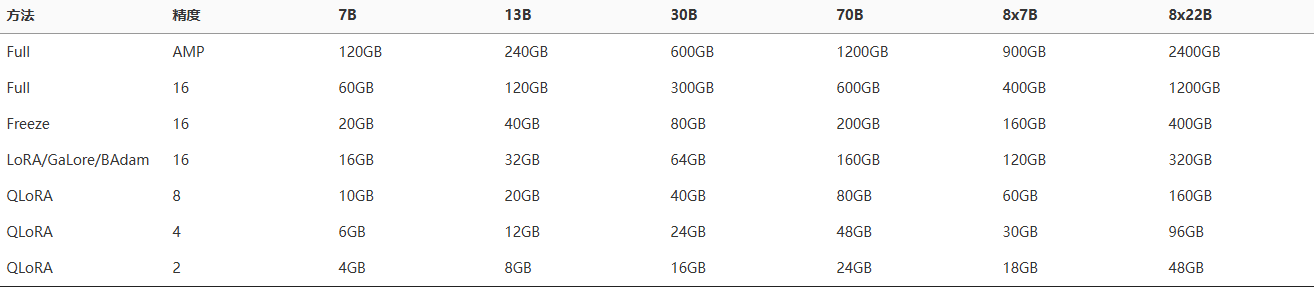 方法 精度 7B 13B 30B 70B 8x7B 8x22B
Full AMP 120GB 240GB 600GB 1200GB 900GB 2400GB
Full 16 60GB 120GB 300GB 600GB 400GB 1200GB
Freeze 16 20GB 40GB 80GB 200GB 160GB 400GB
LoRA/GaLore/BAdam 16 16GB 32GB 64GB 160GB 120GB 320GB
QLoRA 8 10GB 20GB 40GB 80GB 60GB 160GB
QLoRA 4 6GB 12GB 24GB 48GB 30GB 96GB
QLoRA 2 4GB 8GB 16GB 24GB 18GB 48GB